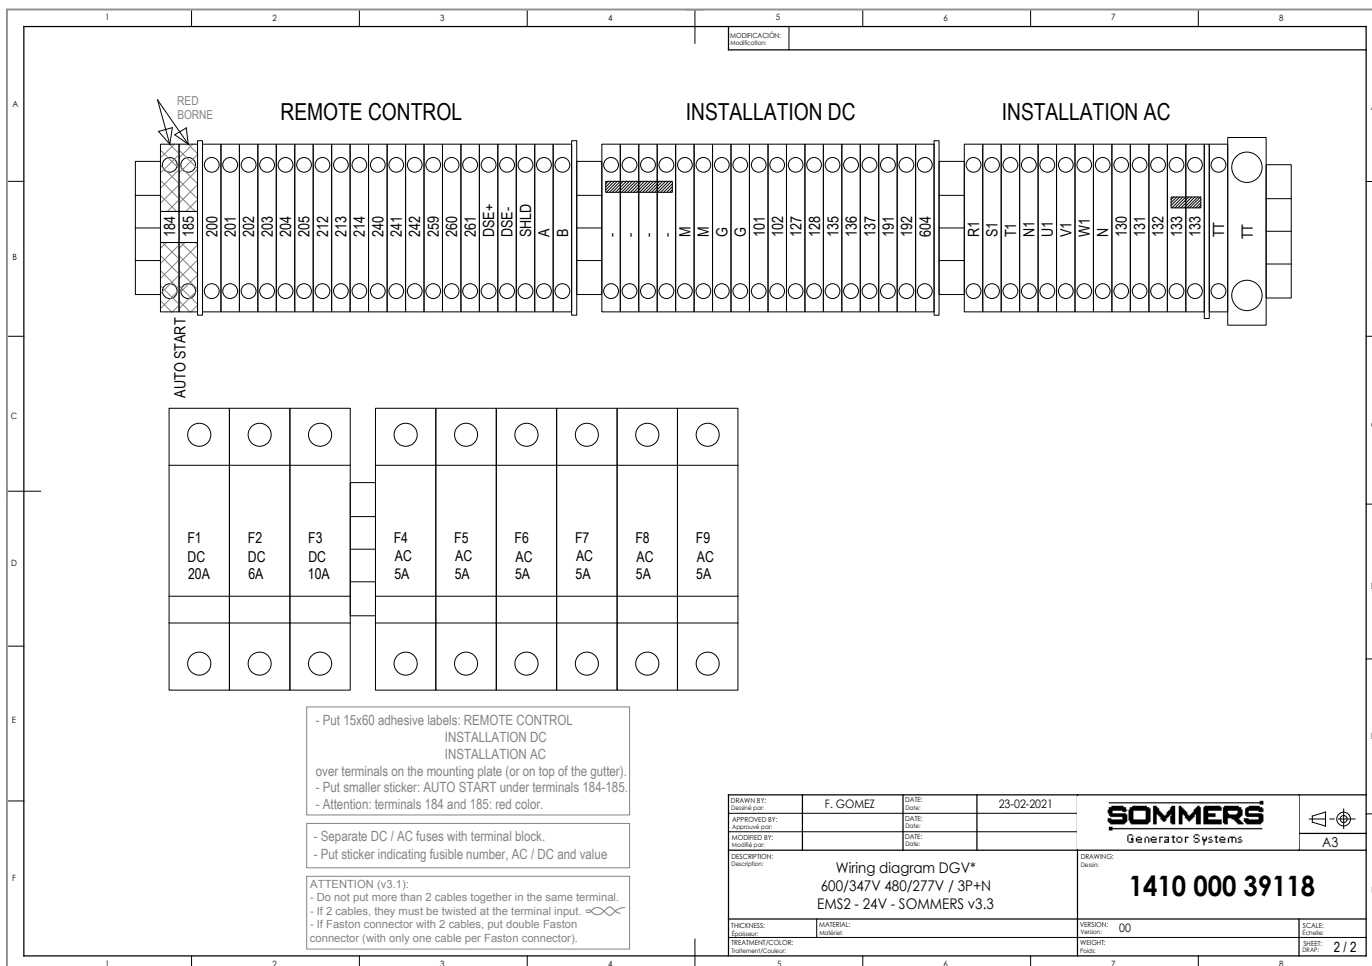 1 2 3 4 5 6 7 8
MODIFICACIÓN:
Modification:
A
B
C
D
E
F
RED
BORNE
REMOTE CONTROL
INSTALLATION DC
INSTALLATION AC
184 185 200 201 202 203 204 205 212 213 214 240 241 242 259 260 261 DSE+ DSE- SHLD A B
- - - - M M G G 101 102 127 128 135 136 137 191 192 604
R1 S1 T1 N1 U1 V1 W1 N 130 131 132 133 133 TT TT
AUTO START
F1 F2 F3 F4 F5 F6 F7 F8 F9
DC DC DC AC AC AC AC AC AC
20A 6A 10A 5A 5A 5A 5A 5A 5A
- Put 15x60 adhesive labels: REMOTE CONTROL
INSTALLATION DC
INSTALLATION AC
over terminals on the mounting plate (or on top of the gutter).
- Put smaller sticker: AUTO START under terminals 184-185.
- Attention: terminals 184 and 185: red color.
- Separate DC / AC fuses with terminal block.
- Put sticker indicating fusible number, AC / DC and value
ATTENTION (v3.1):
- Do not put more than 2 cables together in the same terminal.
- If 2 cables, they must be twisted at the terminal input.
- If Faston connector with 2 cables, put double Faston
connector (with only one cable per Faston connector).
DRAWN BY: F. GOMEZ DATE: 23-02-2021
Dessiné par: Date:
APPROVED BY: DATE:
Approuvé par: Date:
MODIFIED BY: DATE:
Modifié par: Date:
SOMMERS
Generator Systems
A3
DESCRIPTION:
Description:
Wiring diagram DGV*
600/347V 480/277V / 3P+N
EMS2 - 24V - SOMMERS v3.3
DRAWING:
Dessin:
1410 000 39118
THICKNESS: MATERIAL: VERSION: 00 SCALE:
Épaisseur: Matériel: Version: Échelle:
TREATMENT/COLOR: WEIGHT: SHEET: 2 / 2
Traitement/Couleur: Poids: DRAP:
1 2 3 4 5 6 7 8